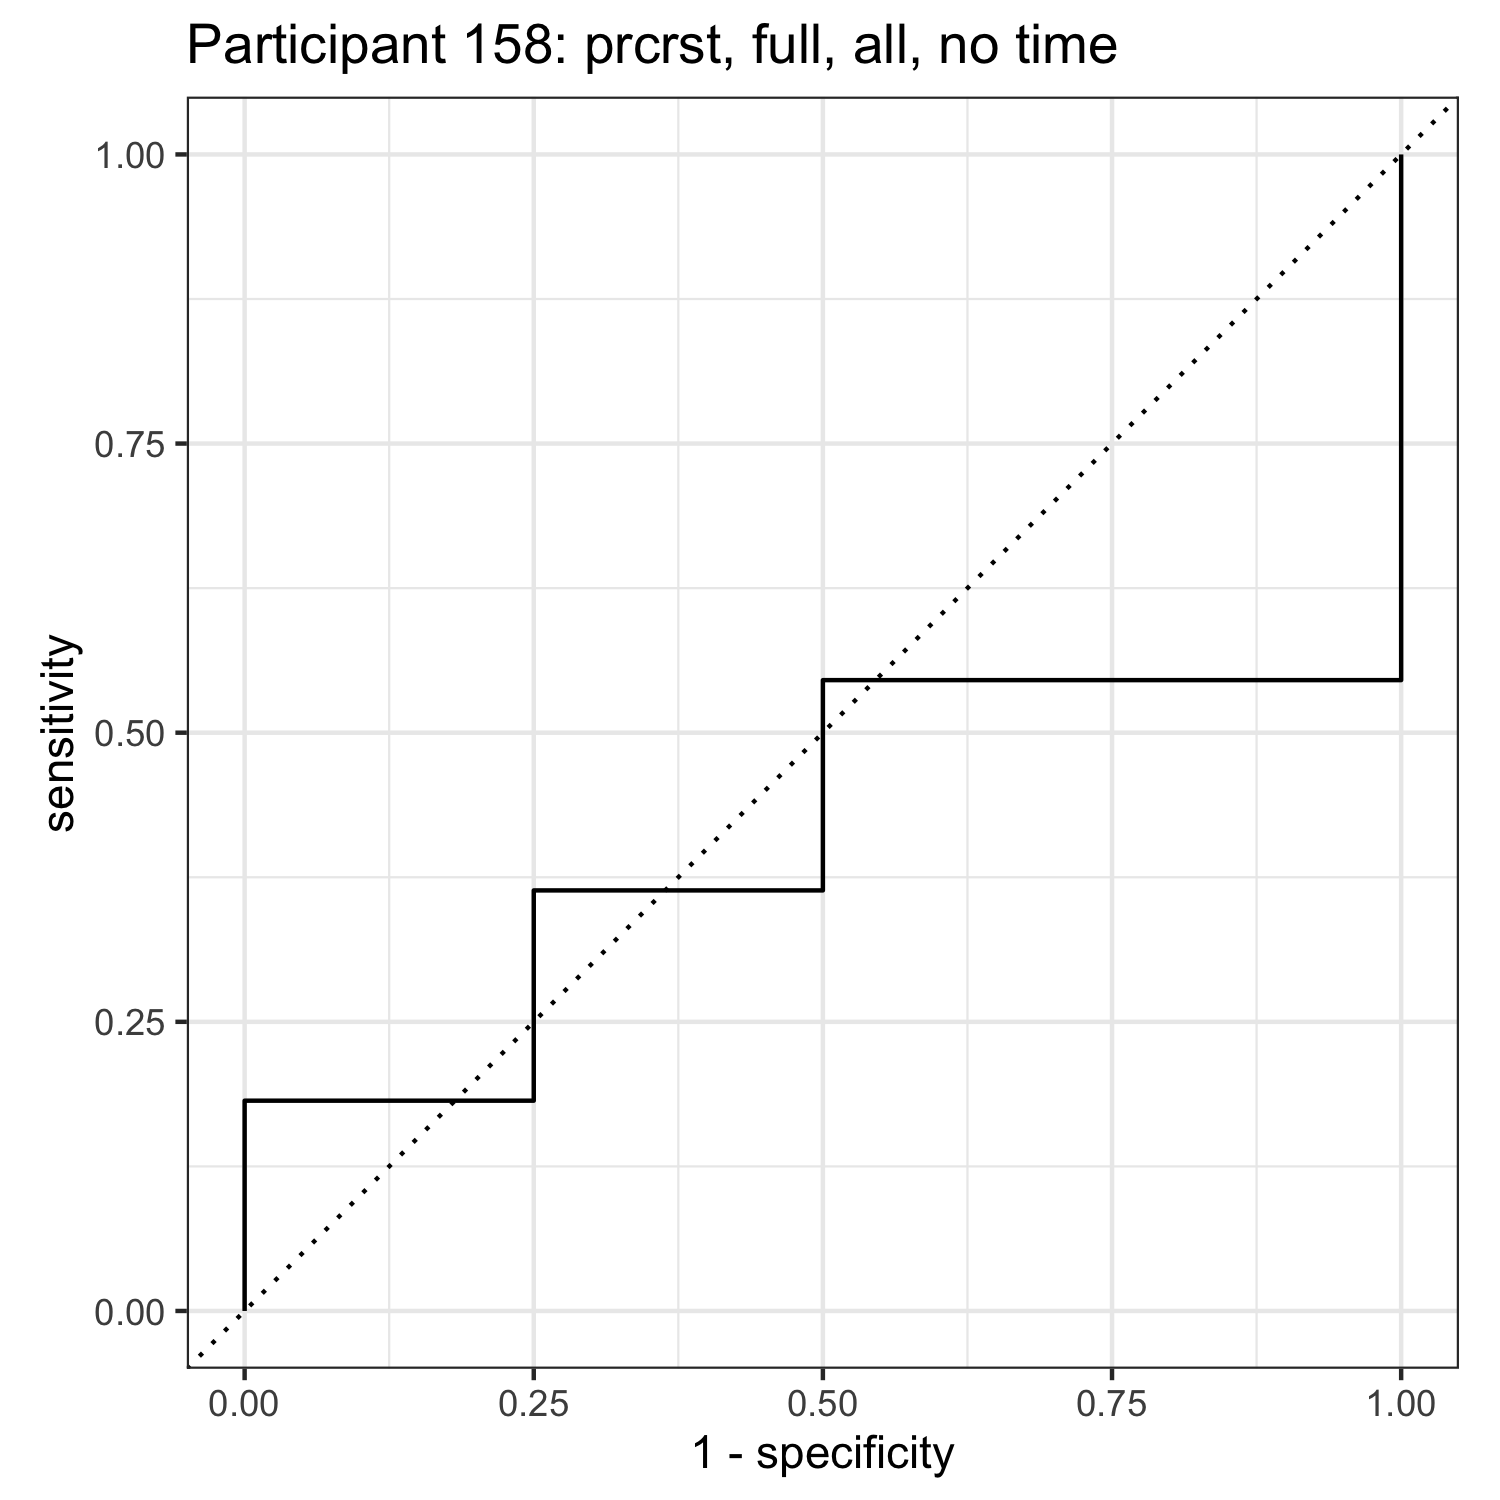 Participant 158: prcrst, full, all, no time
1.00
0.75
0.50
0.25
0.00
sensitivity
0.00 0.25 0.50 0.75 1.00
1 - specificity